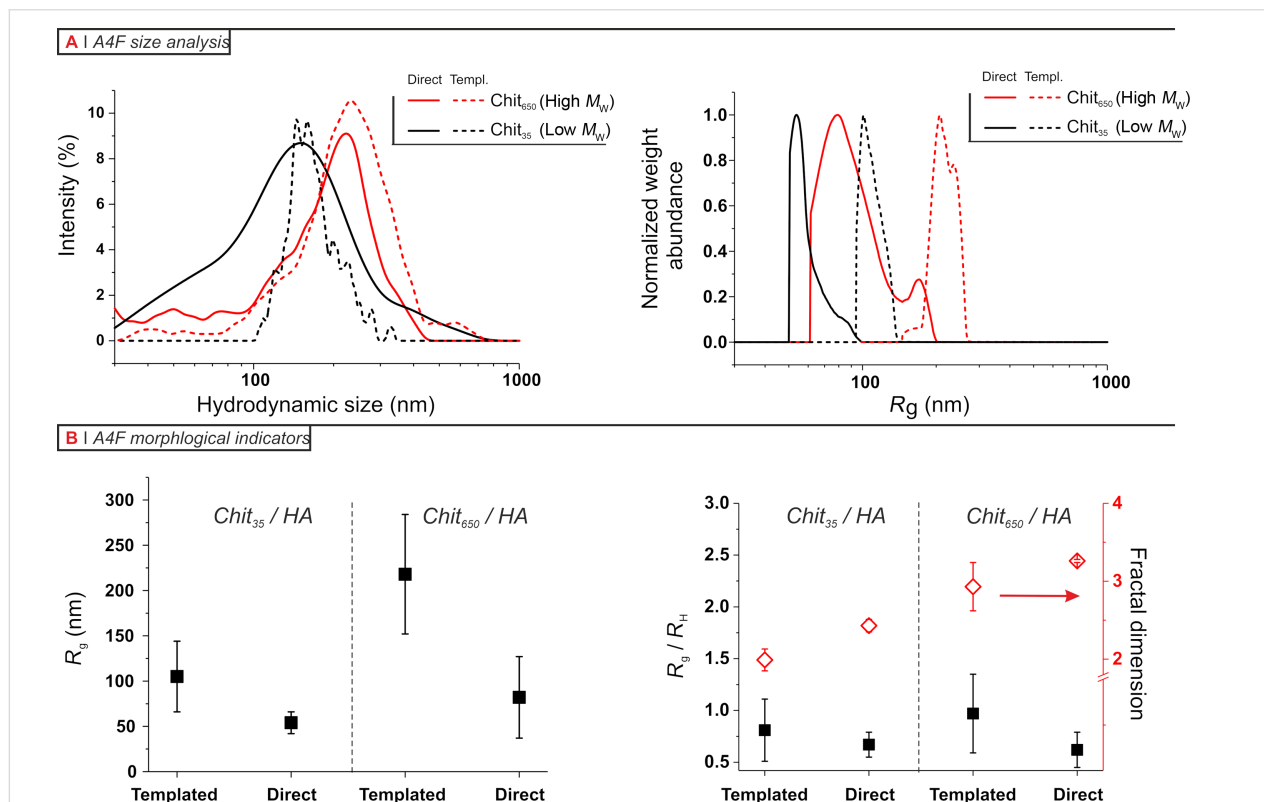 A | A4F size analysis
Direct Templ.
Chit650 (High MW)
Chit35 (Low MW)
10
8
6
4
2
0
Intensity (%)
100
1000
Hydrodynamic size (nm)
Direct Templ.
Chit650 (High MW)
Chit35 (Low MW)
1.0
0.8
0.6
0.4
0.2
0.0
Normalized weight
abundance
100
1000
Rg (nm)
B | A4F morphlogical indicators
300
250
200
150
100
50
0
Rg (nm)
Chit35 / HA
Chit650 / HA
Templated
Direct
Templated
Direct
3.0
2.5
2.0
1.5
1.0
0.5
Rg / RH
Chit35 / HA
Chit650 / HA
4
3
2
Fractal dimension
Templated
Direct
Templated
Direct